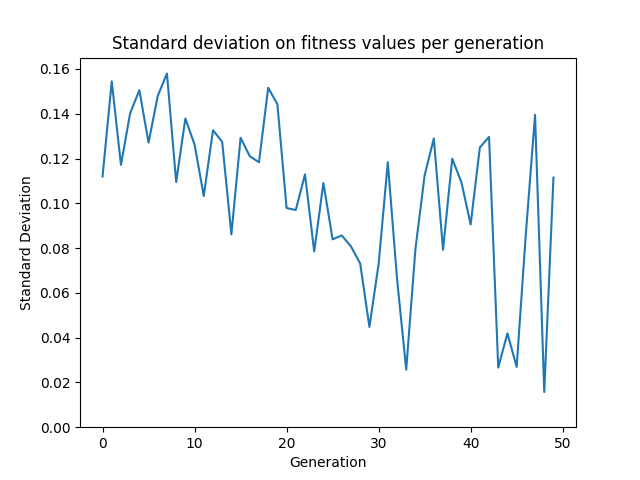 Standard deviation on fitness values per generation
0.16
0.14
0.12
0.10
0.08
0.06
0.04
0.02
0.00
Standard Deviation
0 10 20 30 40 50
Generation